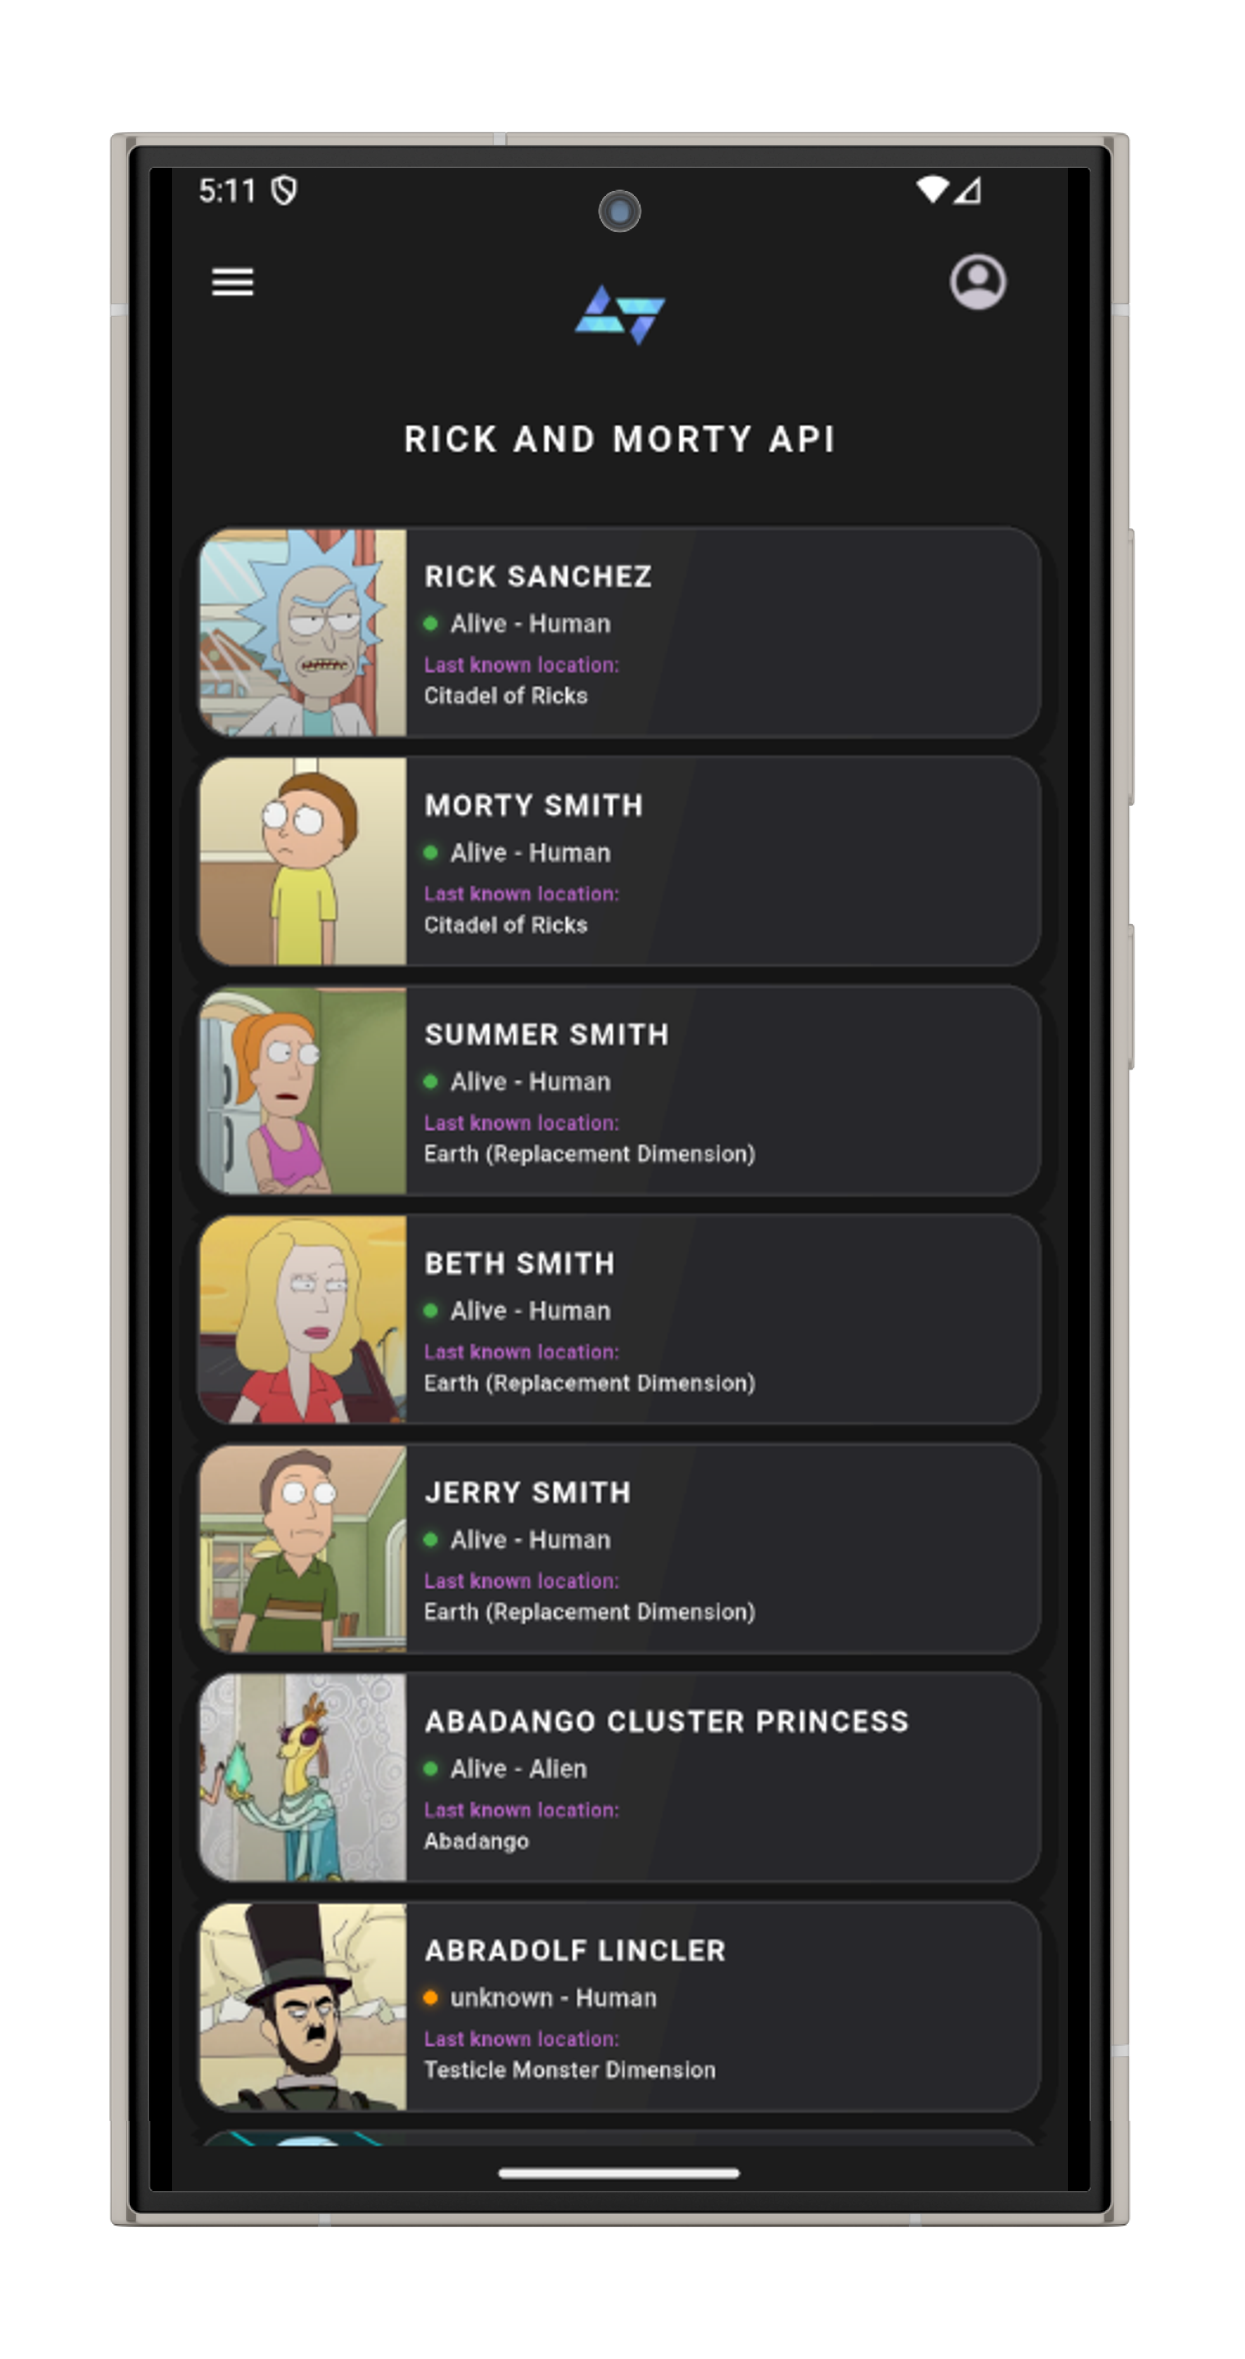 5:11
RICK AND MORTY API
RICK SANCHEZ
Alive - Human
Last known location:
Citadel of Ricks
MORTY SMITH
Alive - Human
Last known location:
Citadel of Ricks
SUMMER SMITH
Alive - Human
Last known location:
Earth (Replacement Dimension)
BETH SMITH
Alive - Human
Last known location:
Earth (Replacement Dimension)
JERRY SMITH
Alive - Human
Last known location:
Earth (Replacement Dimension)
ABADANGO CLUSTER PRINCESS
Alive - Alien
Last known location:
Abadango
ABRADOLF LINCLER
unknown - Human
Last known location:
Testicle Monster Dimension